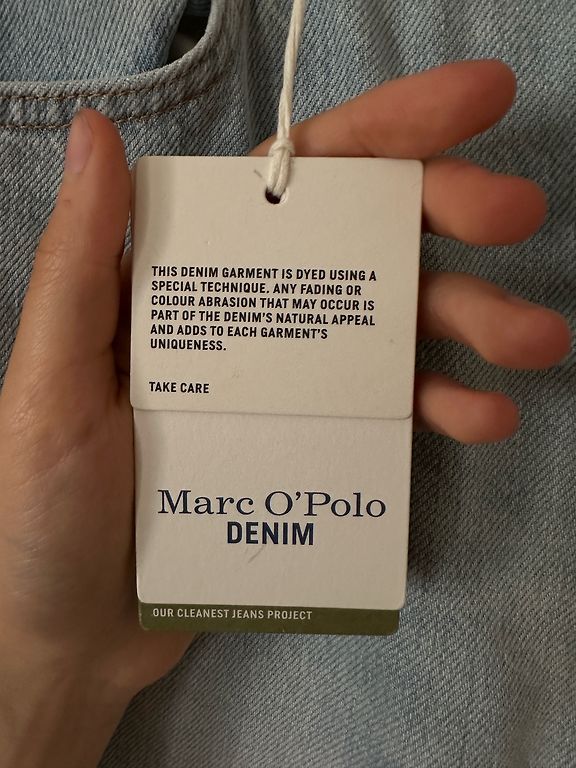 THIS DENIM GARMENT IS DYED USING A
SPECIAL TECHNIQUE. ANY FADING OR
COLOUR ABRASION THAT MAY OCCUR IS
PART OF THE DENIM'S NATURAL APPEAL
AND ADDS TO EACH GARMENT'S
UNIQUENESS.
TAKE CARE
Marc O'Polo
DENIM
OUR CLEANEST JEANS PROJECT